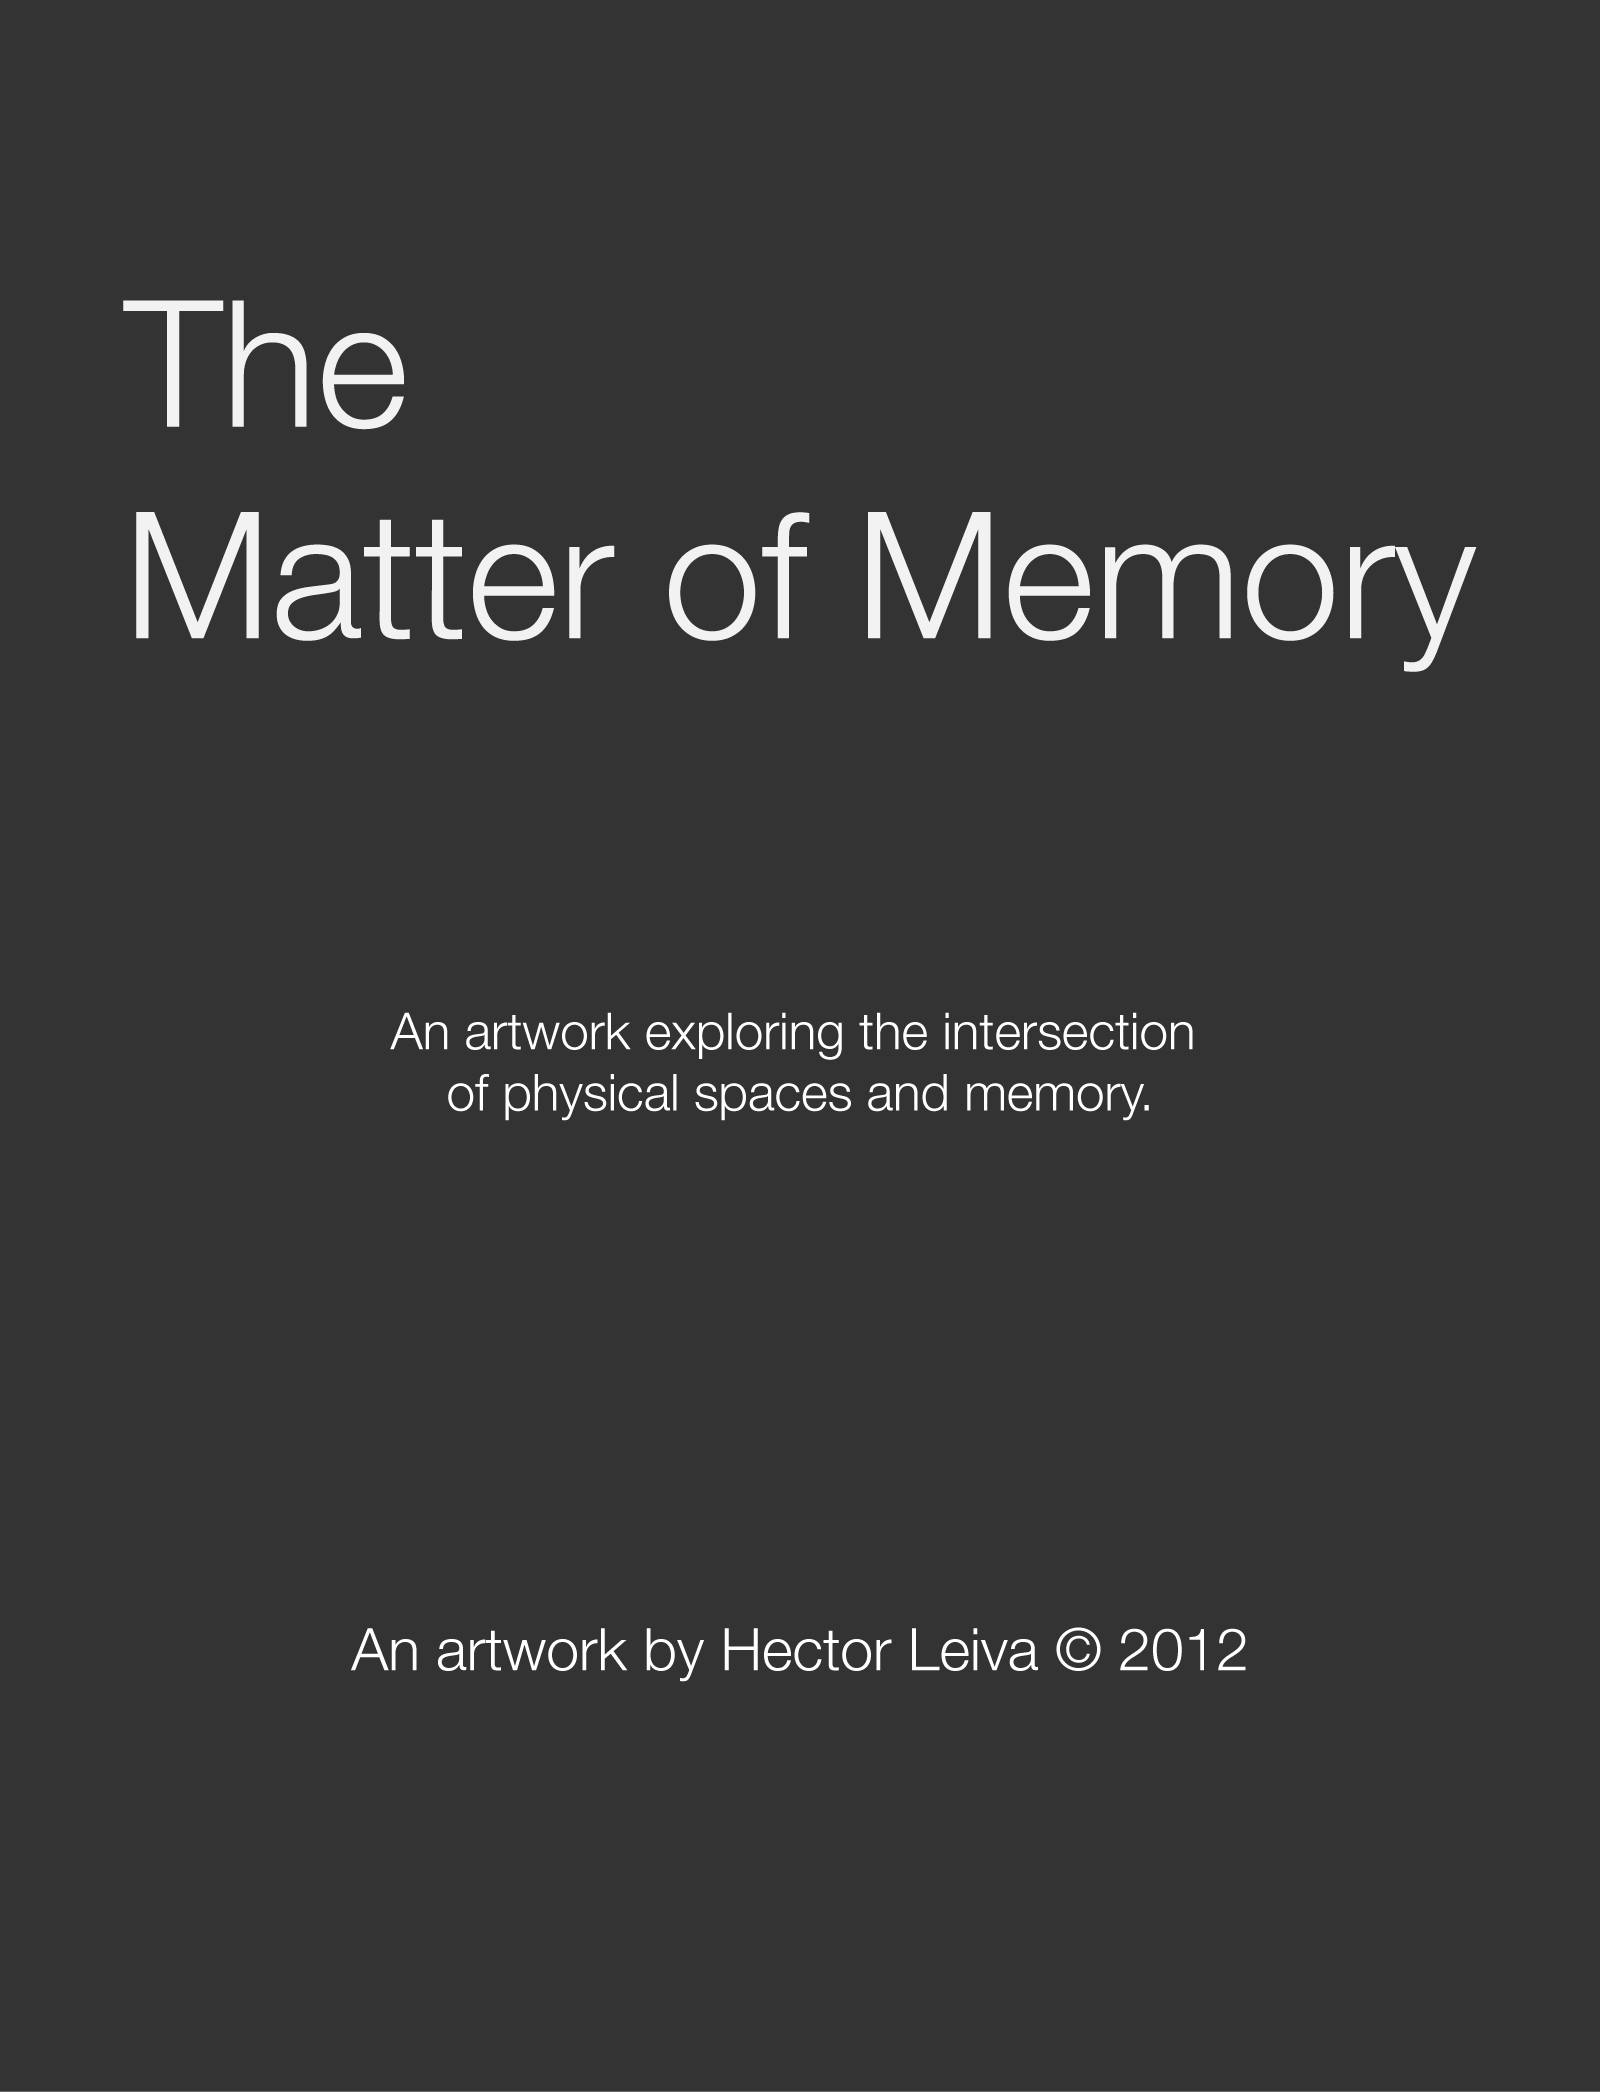 The
Matter of Memory
An artwork exploring the intersection
of physical spaces and memory.
An artwork by Hector Leiva © 2012